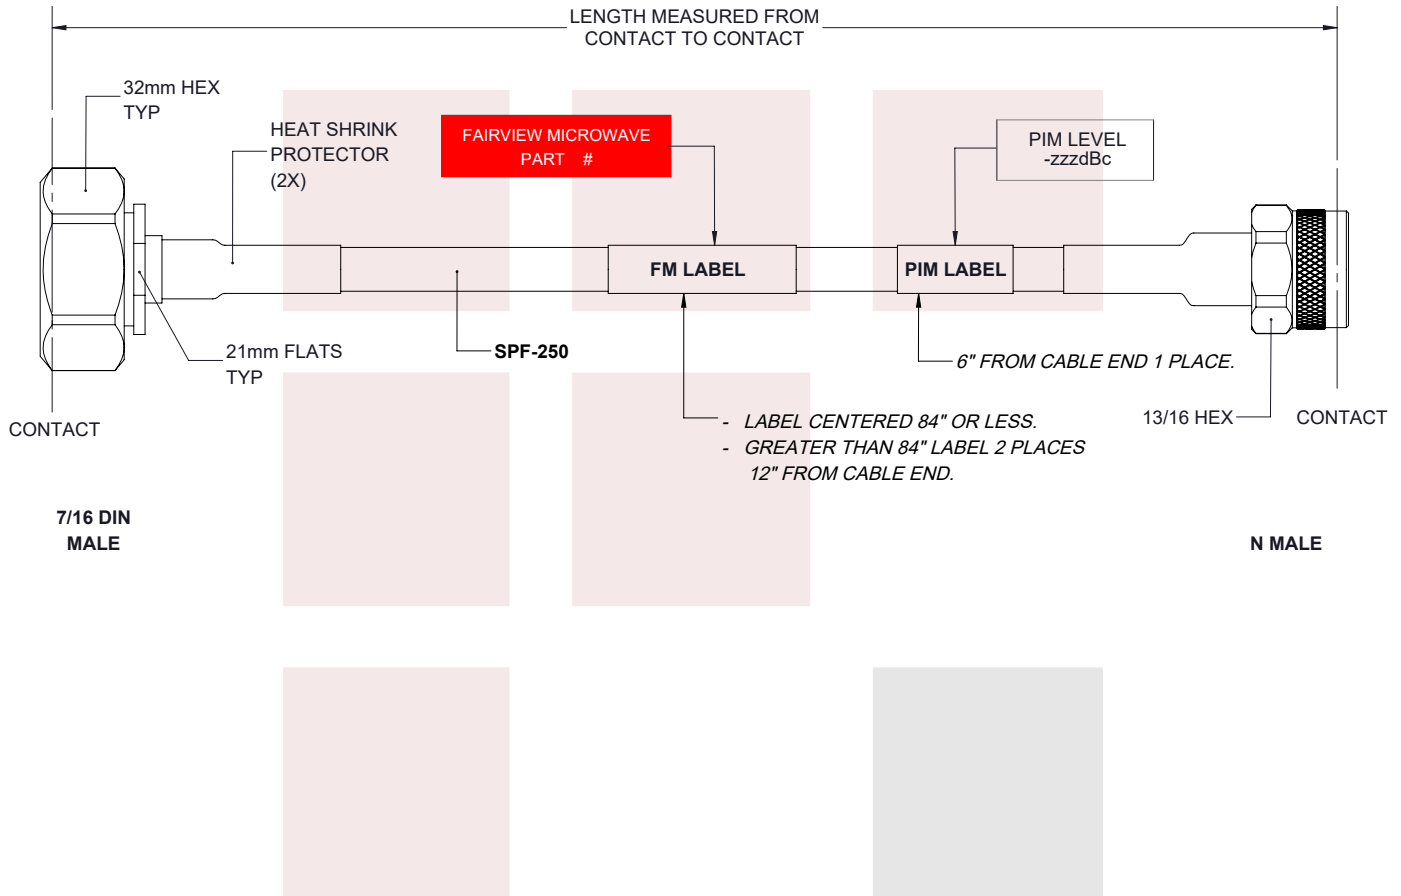 LENGTH MEASURED FROM
CONTACT TO CONTACT
32mm HEX
TYP
HEAT SHRINK
PROTECTOR
(2X)
FAIRVIEW MICROWAVE
PART #
PIM LEVEL
-zzzdBc
FM LABEL
PIM LABEL
21mm FLATS
TYP
SPF-250
6" FROM CABLE END 1 PLACE.
- LABEL CENTERED 84" OR LESS.
- GREATER THAN 84" LABEL 2 PLACES
12" FROM CABLE END.
13/16 HEX
CONTACT
CONTACT
7/16 DIN
MALE
N MALE